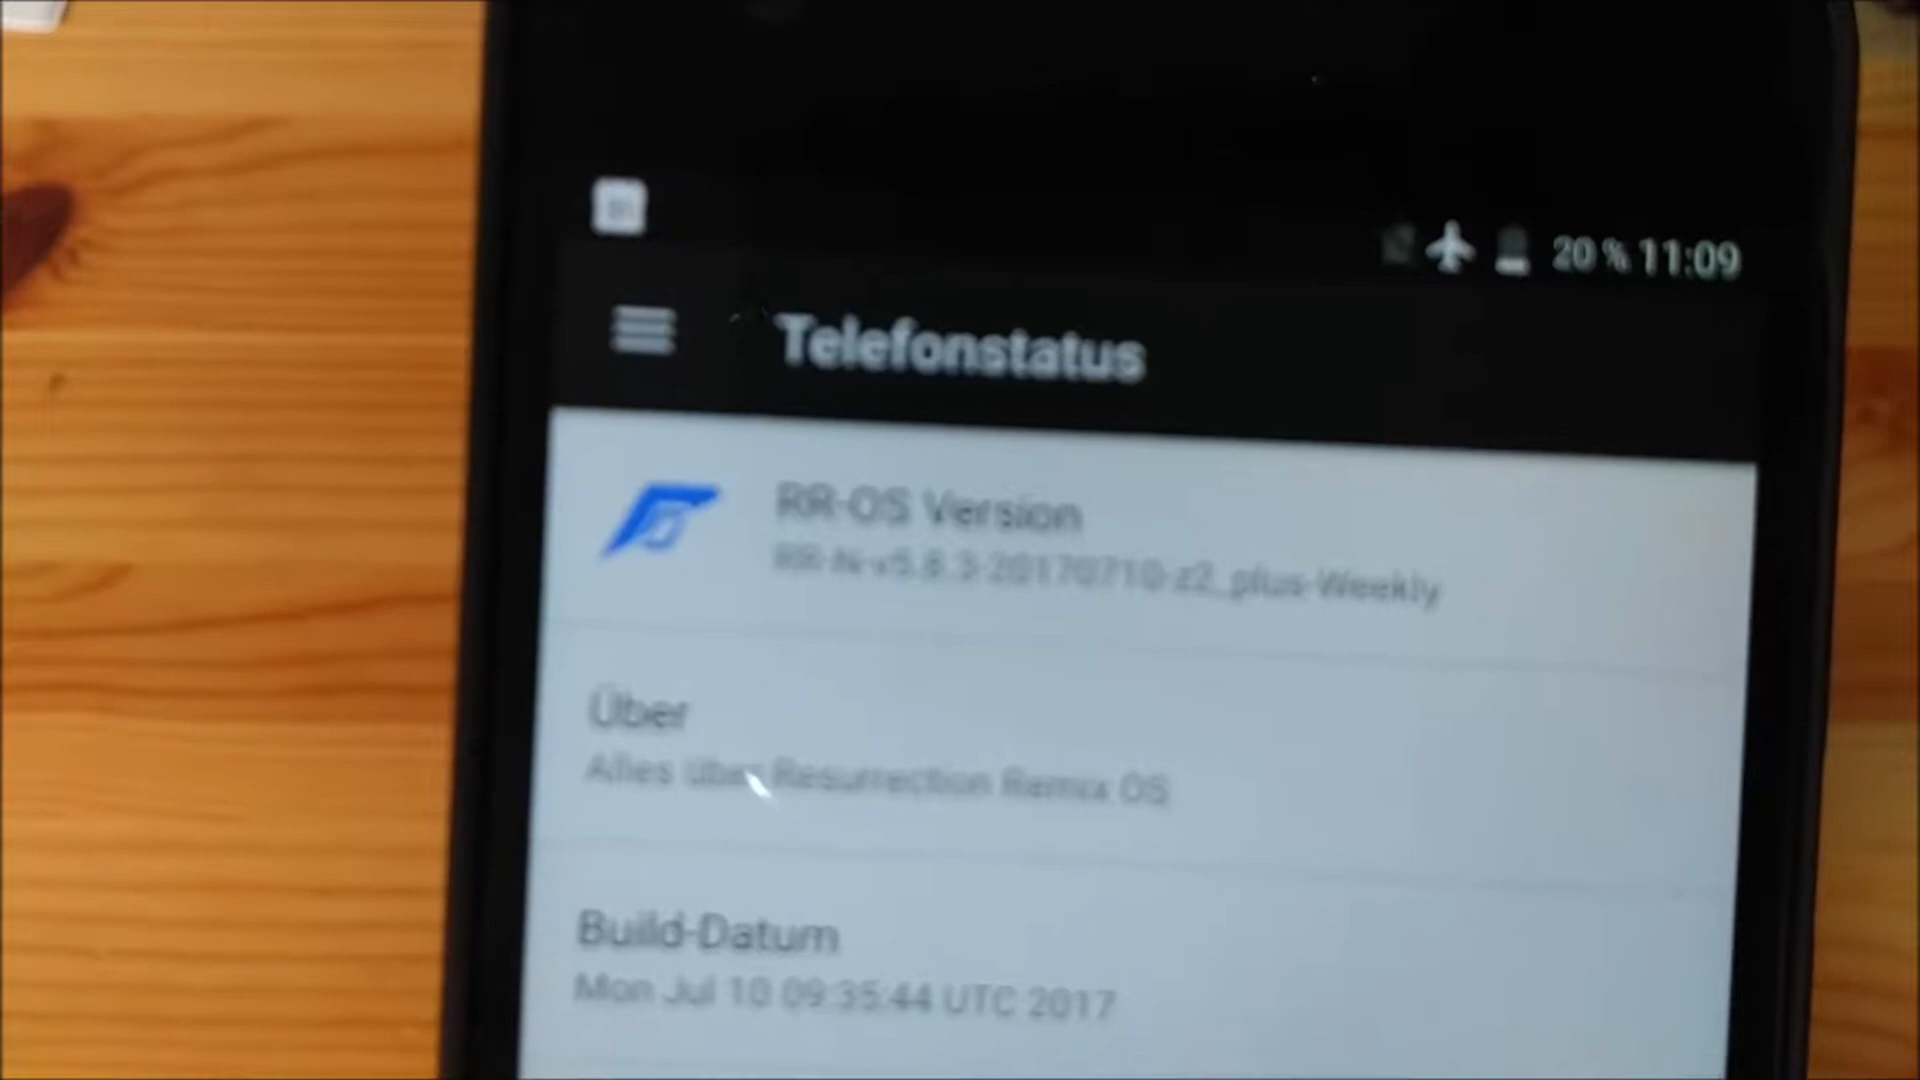 20 % 11:09
Telefonstatus
RR-OS Version
RR-N-v5.8.3-20170710-z2_plus-Weekly
Über
Alles über Resurrection Remix OS
Build-Datum
Mon Jul 10 09:35:44 UTC 2017